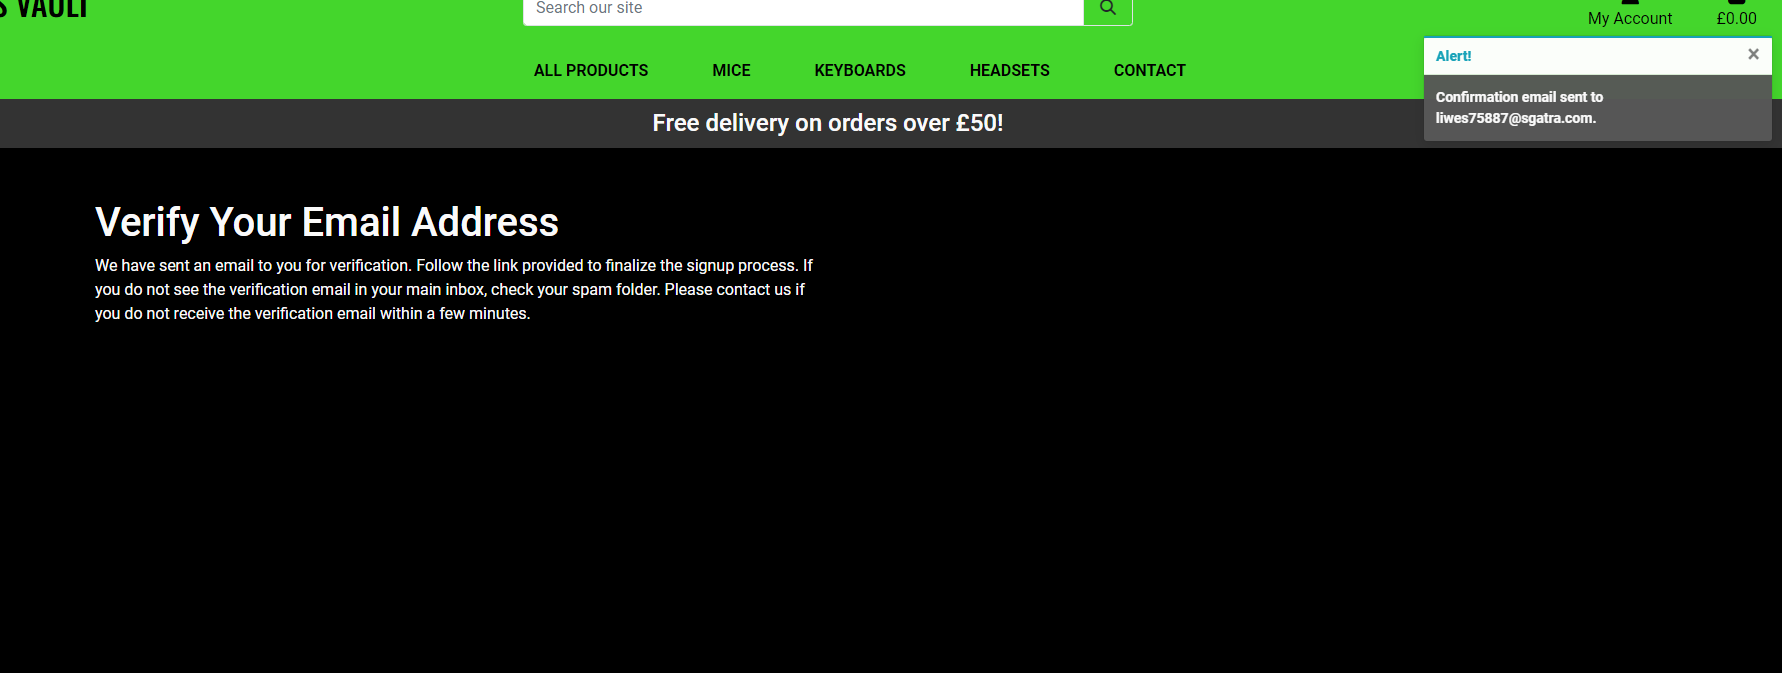 S VAULT
Search our site
My Account
£0.00
ALL PRODUCTS
MICE
KEYBOARDS
HEADSETS
CONTACT
Alert!
×
Confirmation email sent to
liwes75887@sgatra.com.
Free delivery on orders over £50!
Verify Your Email Address
We have sent an email to you for verification. Follow the link provided to finalize the signup process. If
you do not see the verification email in your main inbox, check your spam folder. Please contact us if
you do not receive the verification email within a few minutes.